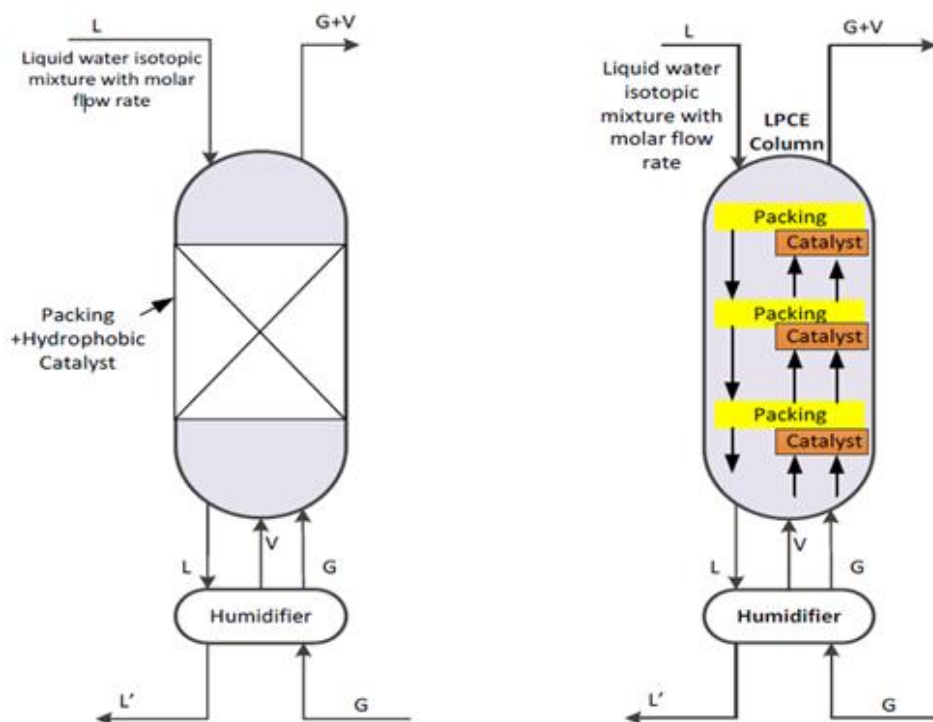 L
G+V
Liquid water isotopic
mixture with molar
flow rate
Packing
+Hydrophobic
Catalyst
V
L
G
Humidifier
L'
G
L
G+V
Liquid water
isotopic
mixture with
molar flow
rate
LPCE
Column
Packing
Catalyst
Packing
Catalyst
Packing
Catalyst
V
L
G
Humidifier
L'
G